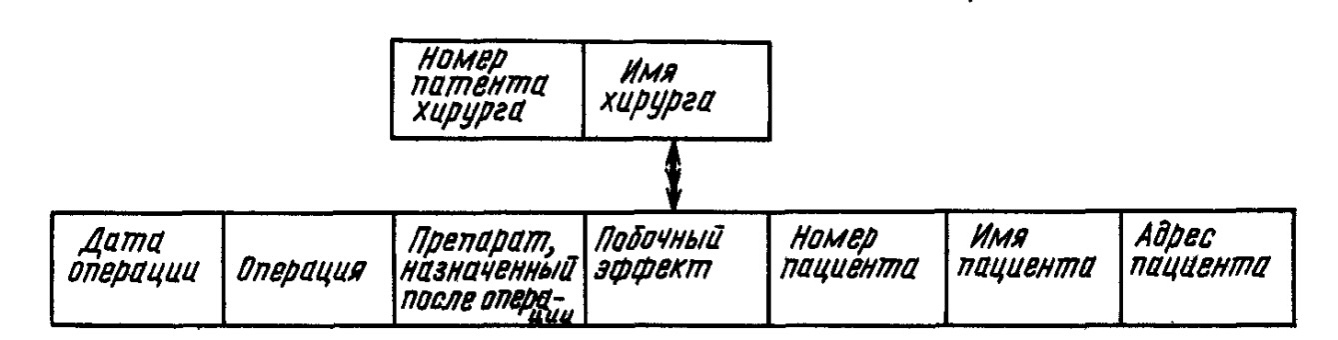 Номер
патента
хирурга
Имя
хирурга
Дата
операции
Операция
Препарат,
назначенный
после опера-
ции
Побочный
эффект
Номер
пациента
Имя
пациента
Адрес
пациента